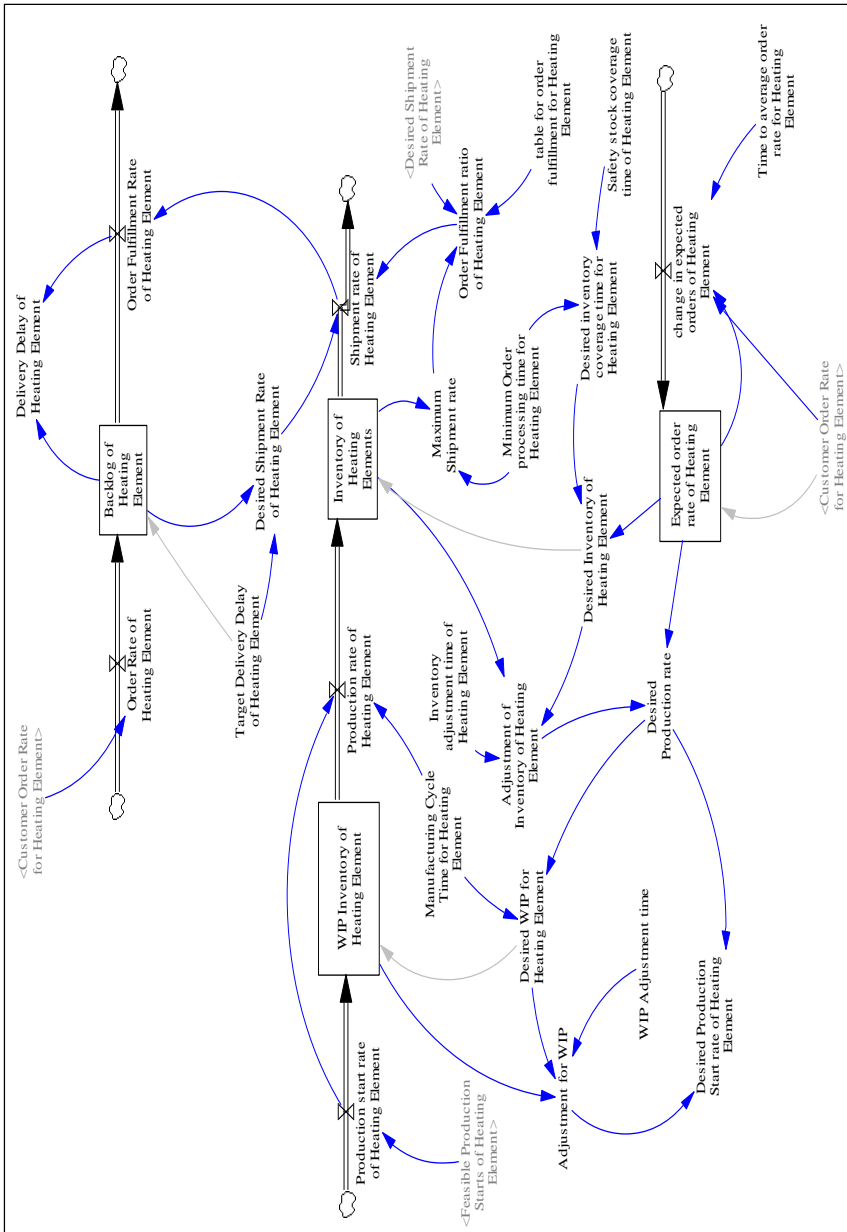 <Customer Order Rate
for Heating Element>
Order Rate of
Heating Element
Backlog of
Heating
Element
Delivery Delay of
Heating Element
Order Fulfillment Rate
of Heating Element
Target Delivery Delay
of Heating Element
Desired Shipment Rate
of Heating Element
Production start rate
of Heating Element
WIP Inventory of
Heating Element
Production rate of
Heating Element
Inventory of
Heating
Elements
Shipment rate of
Heating Element
<Feasible Production
Starts of Heating
Element>
Manufacturing Cycle
Time for Heating
Element
Inventory
adjustment time of
Heating Element
Maximum
Shipment rate
Order Fulfillment ratio
of Heating Element
<Desired Shipment
Rate of Heating
Element>
Adjustment of
Inventory of Heating
Element
Minimum Order
processing time for
Heating Element
table for order
fulfillment for Heating
Element
Desired WIP for
Heating Element
Desired Inventory of
Heating Element
Desired inventory
coverage time for
Heating Element
Safety stock coverage
time of Heating Element
Adjustment for WIP
WIP Adjustment time
Desired
Production rate
Expected order
rate of Heating
Element
change in expected
orders of Heating
Element
Time to average order
rate for Heating
Element
Desired Production
Start rate of Heating
Element
<Customer Order Rate
for Heating Element>